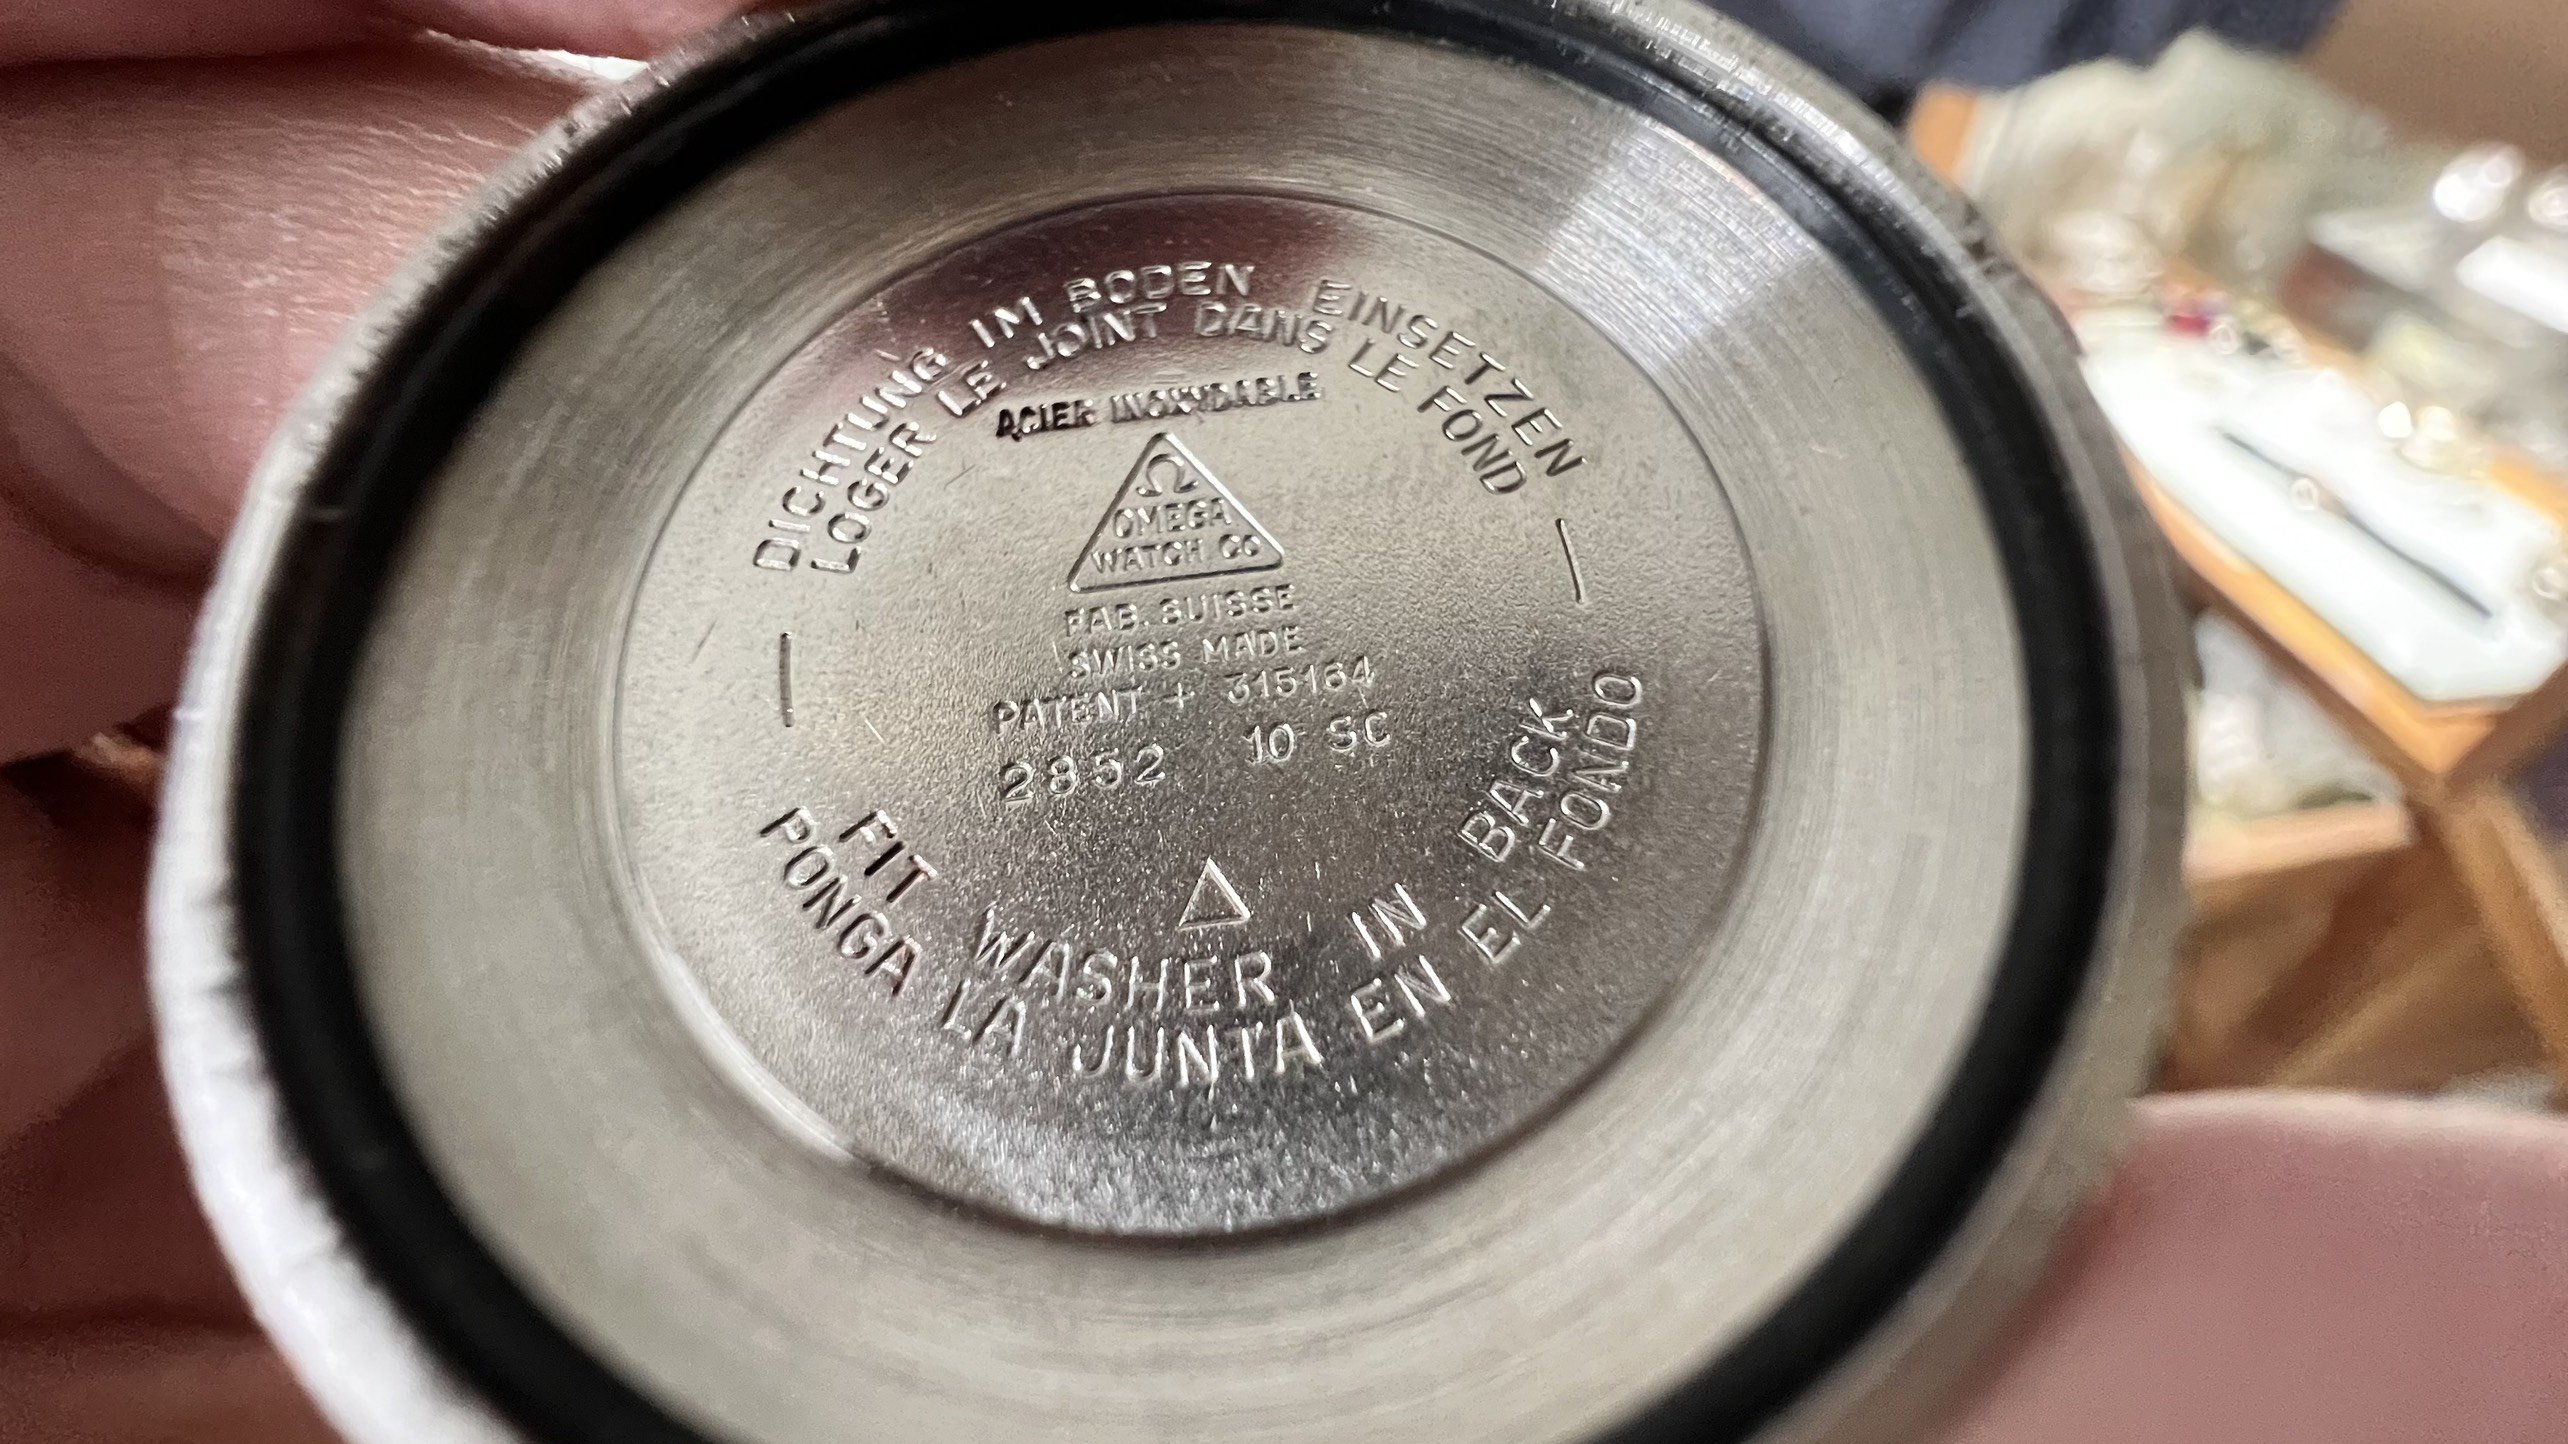 DICHTUNG IM BODEN EINSETZEN
LOGER LE JOINT DANS LE FOND
ACIER INOXYDABLE
Ω
OMEGA
WATCH Co
FAB. SUISSE
SWISS MADE
PATENT + 315164
2852 10 SC
FIT WASHER IN BACK
PONGA LA JUNTA EN EL FONDO